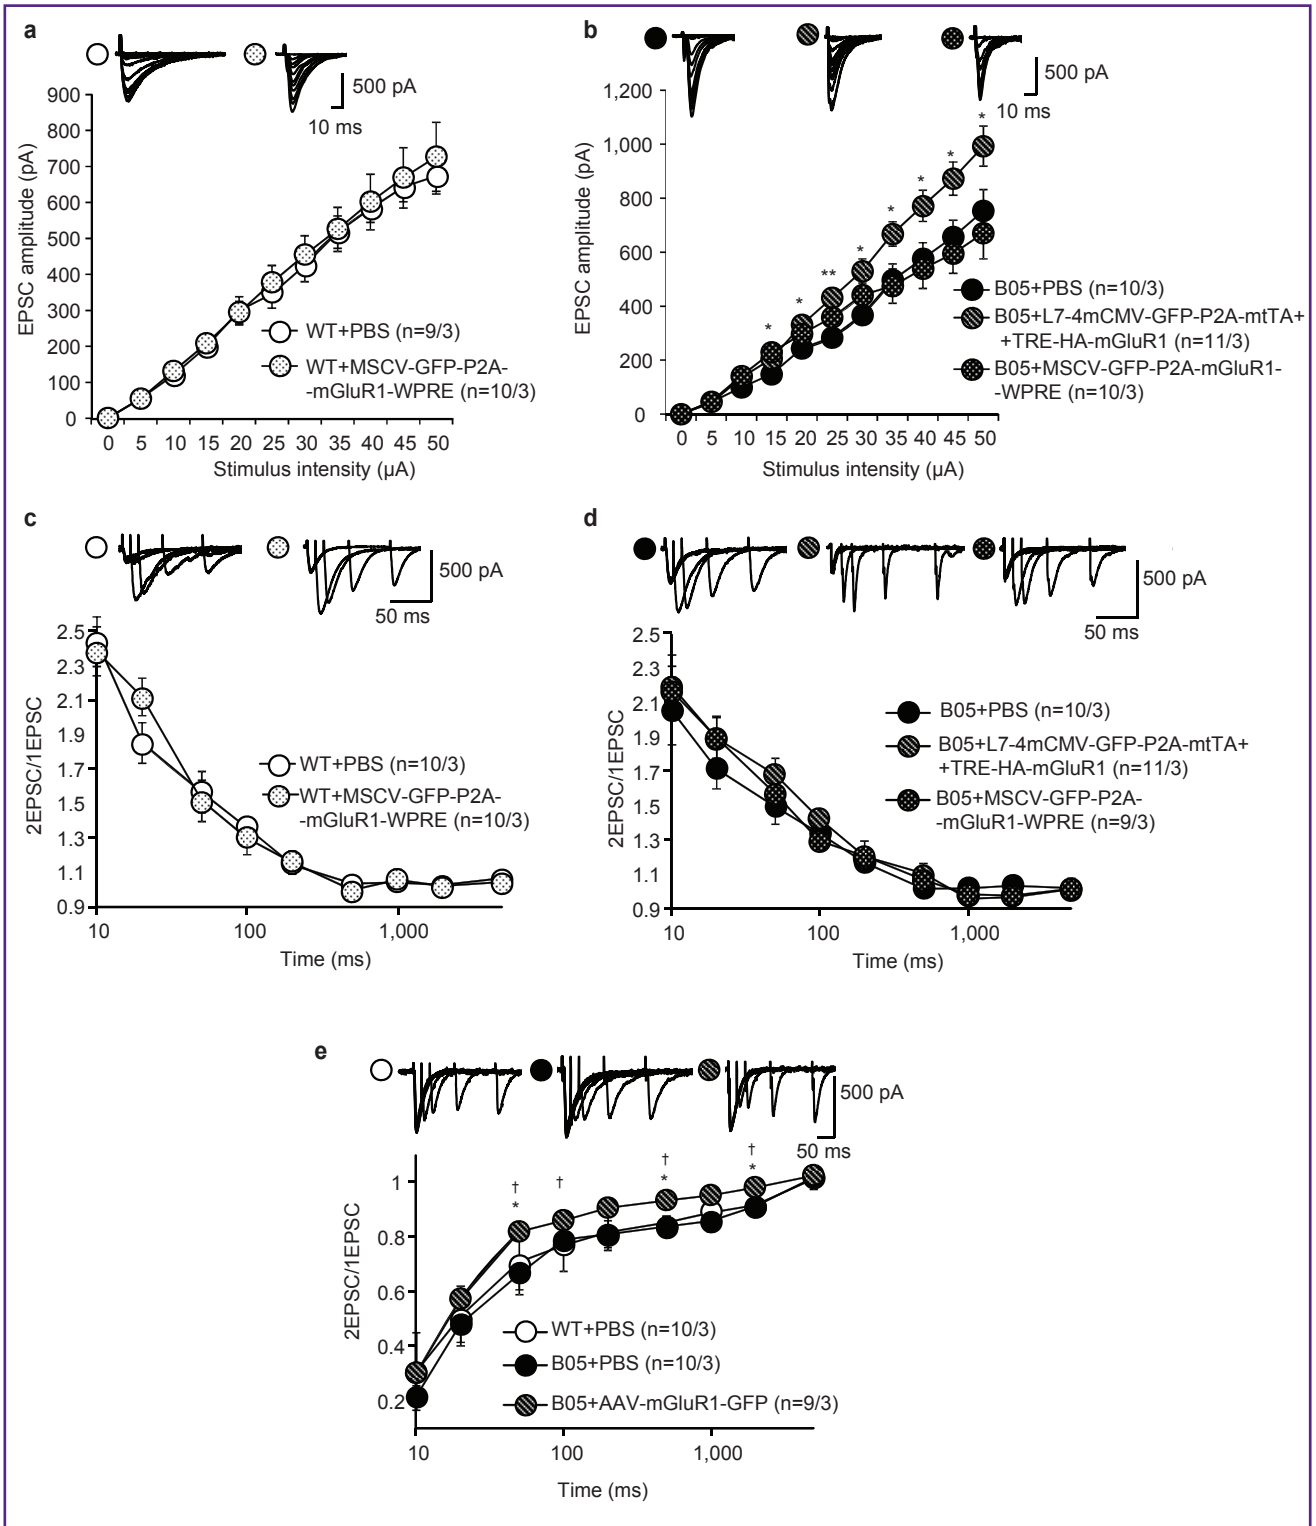 a
500 pA
10 ms
EPSC amplitude (pA)
900
800
700
600
500
400
300
200
100
0
WT+PBS (n=9/3)
WT+MSCV-GFP-P2A-
-mGluR1-WPRE (n=10/3)
0 5 10 15 20 25 30 35 40 45 50
Stimulus intensity (µA)
b
500 pA
10 ms
EPSC amplitude (pA)
1,200
1,000
800
600
400
200
0
* * ** * * * * *
B05+PBS (n=10/3)
B05+L7-4mCMV-GFP-P2A-mtTA+
+TRE-HA-mGluR1 (n=11/3)
B05+MSCV-GFP-P2A-mGluR1-
-WPRE (n=10/3)
0 5 10 15 20 25 30 35 40 45 50
Stimulus intensity (µA)
c
500 pA
50 ms
2EPSC/1EPSC
2.5
2.3
2.1
1.9
1.7
1.5
1.3
1.1
0.9
WT+PBS (n=10/3)
WT+MSCV-GFP-P2A-
-mGluR1-WPRE (n=10/3)
10 100 1,000
Time (ms)
d
500 pA
50 ms
2EPSC/1EPSC
2.5
2.3
2.1
1.9
1.7
1.5
1.3
1.1
0.9
B05+PBS (n=10/3)
B05+L7-4mCMV-GFP-P2A-mtTA+
+TRE-HA-mGluR1 (n=11/3)
B05+MSCV-GFP-P2A-
-mGluR1-WPRE (n=9/3)
10 100 1,000
Time (ms)
e
500 pA
50 ms
2EPSC/1EPSC
1
0.8
0.6
0.4
0.2
† † † †
* * *
WT+PBS (n=10/3)
B05+PBS (n=10/3)
B05+AAV-mGluR1-GFP (n=9/3)
10 100 1,000
Time (ms)